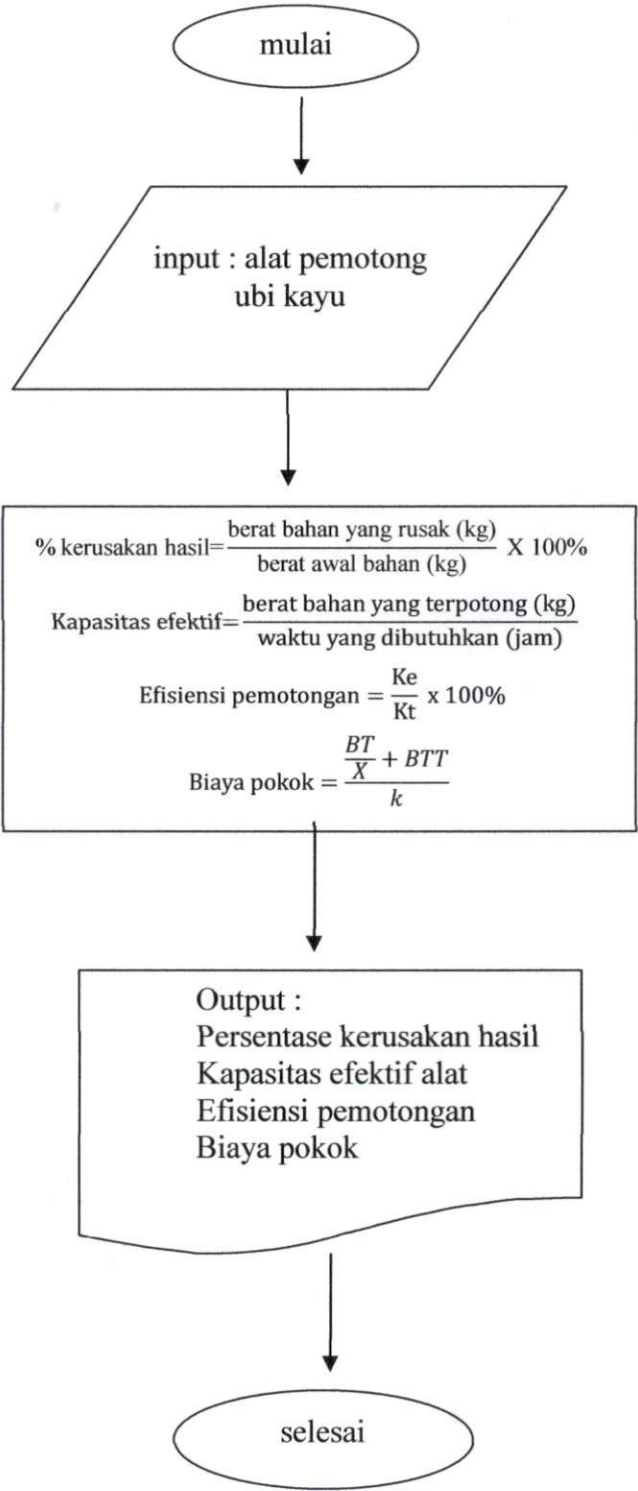 mulai
input : alat pemotong
ubi kayu
% kerusakan hasil= berat bahan yang rusak (kg) / berat awal bahan (kg) X 100%
Kapasitas efektif= berat bahan yang terpotong (kg) / waktu yang dibutuhkan (jam)
Efisiensi pemotongan = Ke / Kt x 100%
Biaya pokok = (BT / X + BTT) / k
Output :
Persentase kerusakan hasil
Kapasitas efektif alat
Efisiensi pemotongan
Biaya pokok
selesai